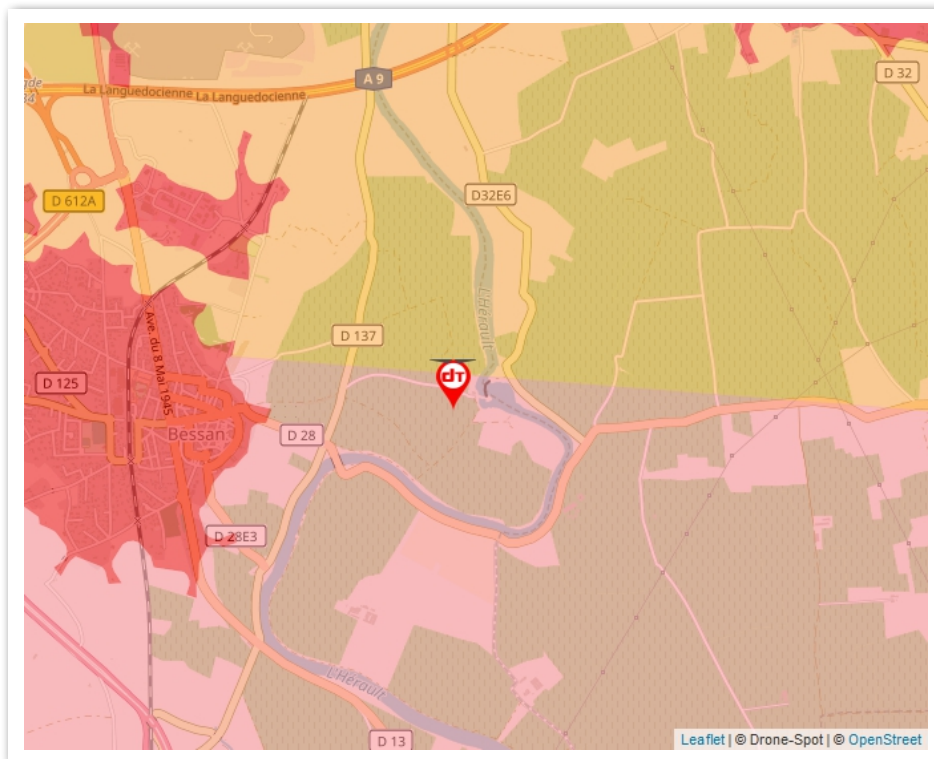 A 9
D 32
La Languedocienne La Languedocienne
D 612A
D32E6
L'Hérault
D 137
Ave. du 8 Mai 1945
dT
D 125
Bessan
D 28
D 28E3
L'Hérault
D 13
Leaflet | © Drone-Spot | © OpenStreet